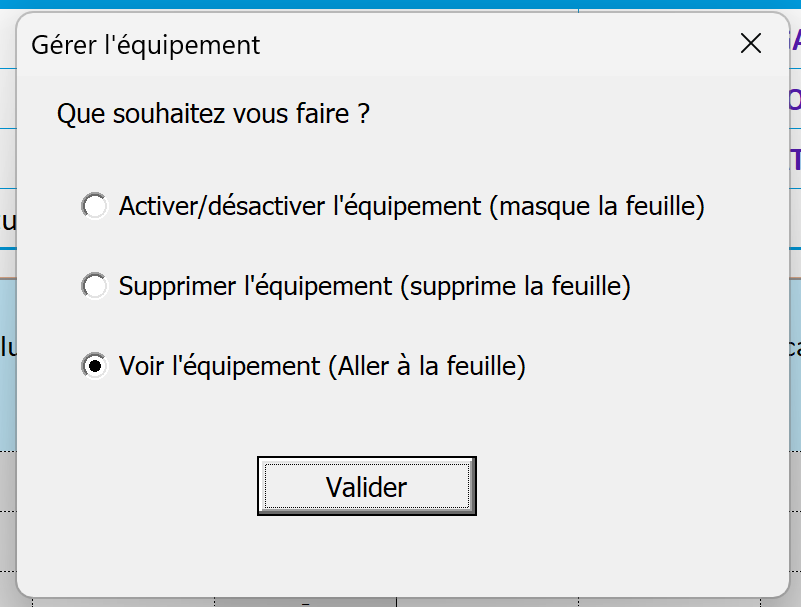 Gérer l'équipement
Que souhaitez vous faire ?
Activer/désactiver l'équipement (masque la feuille)
Supprimer l'équipement (supprime la feuille)
Voir l'équipement (Aller à la feuille)
Valider